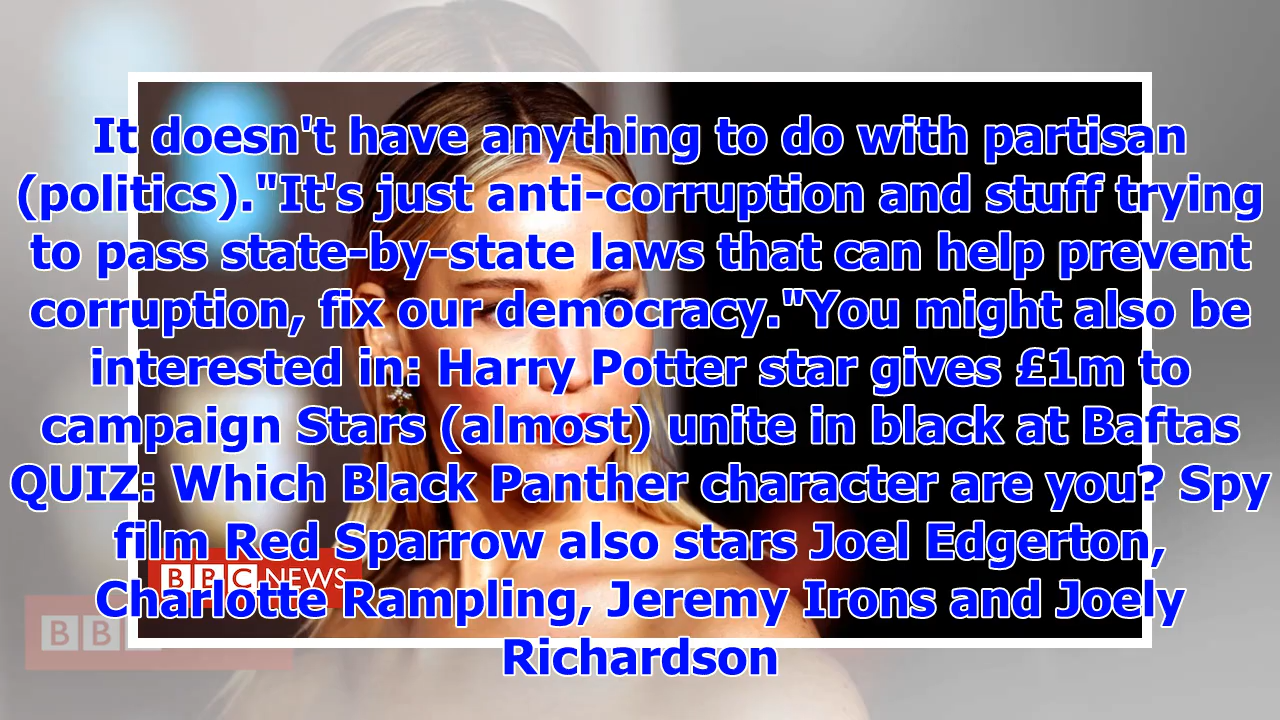 It doesn't have anything to do with partisan
(politics)."It's just anti-corruption and stuff trying
to pass state-by-state laws that can help prevent
corruption, fix our democracy."You might also be
interested in: Harry Potter star gives £1m to
campaign Stars (almost) unite in black at Baftas
QUIZ: Which Black Panther character are you? Spy
film Red Sparrow also stars Joel Edgerton,
BBC NEWS
Charlotte Rampling, Jeremy Irons and Joely
BB
Richardson